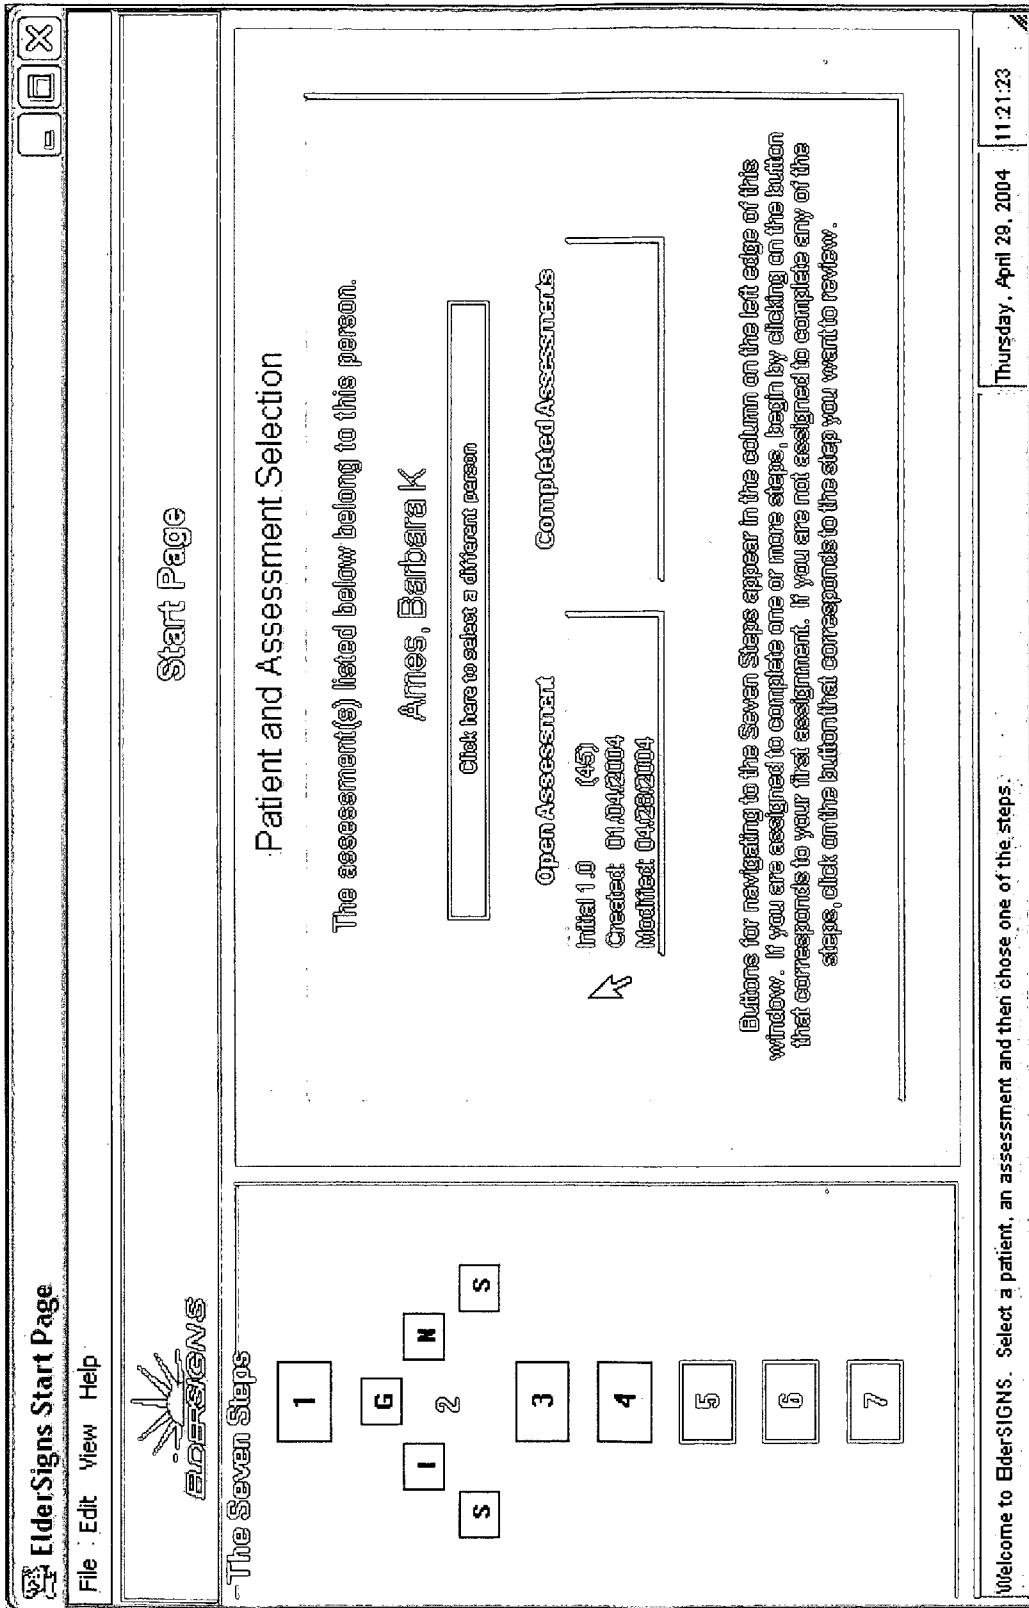 ElderSigns Start Page
File Edit View Help
ELDERSIGNS
Start Page
The Seven Steps
1
G
I N
S 2 S
3
4
5
6
7
Patient and Assessment Selection
The assessment(s) listed below belong to this person.
Ames, Barbara K
Click here to select a different person
Open Assessment
Completed Assessments
Initial 1.0 (45)
Created: 01/04/2004
Modified: 04/28/2004
Buttons for navigating to the Seven Steps appear in the column on the left edge of this
window. If you are assigned to complete one or more steps, begin by clicking on the button
that corresponds to your first assignment. If you are not assigned to complete any of the
steps, click on the button that corresponds to the step you want to review.
Welcome to ElderSIGNS. Select a patient, an assessment and then chose one of the steps.
Thursday, April 29, 2004
11:21:23